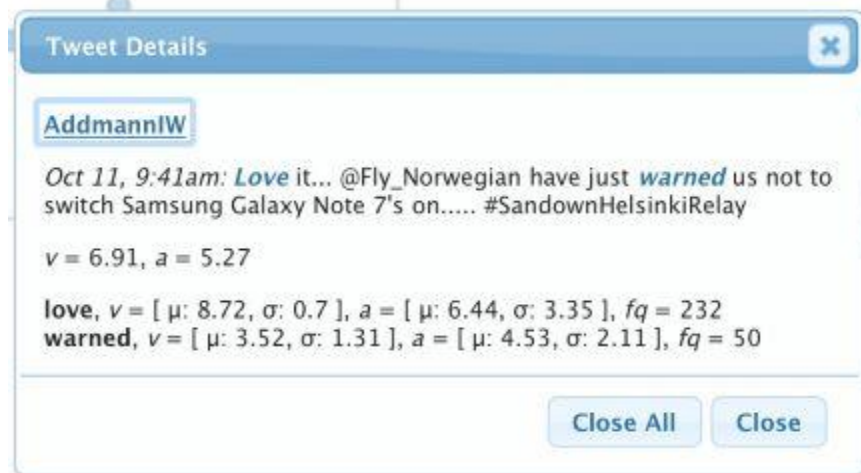 Tweet Details
AddmannIW
Oct 11, 9:41am: Love it... @Fly_Norwegian have just warned us not to
switch Samsung Galaxy Note 7's on..... #SandownHelsinkiRelay
v = 6.91, a = 5.27
love, v = [ μ: 8.72, σ: 0.7 ], a = [ μ: 6.44, σ: 3.35 ], fq = 232
warned, v = [ μ: 3.52, σ: 1.31 ], a = [ μ: 4.53, σ: 2.11 ], fq = 50
Close All Close